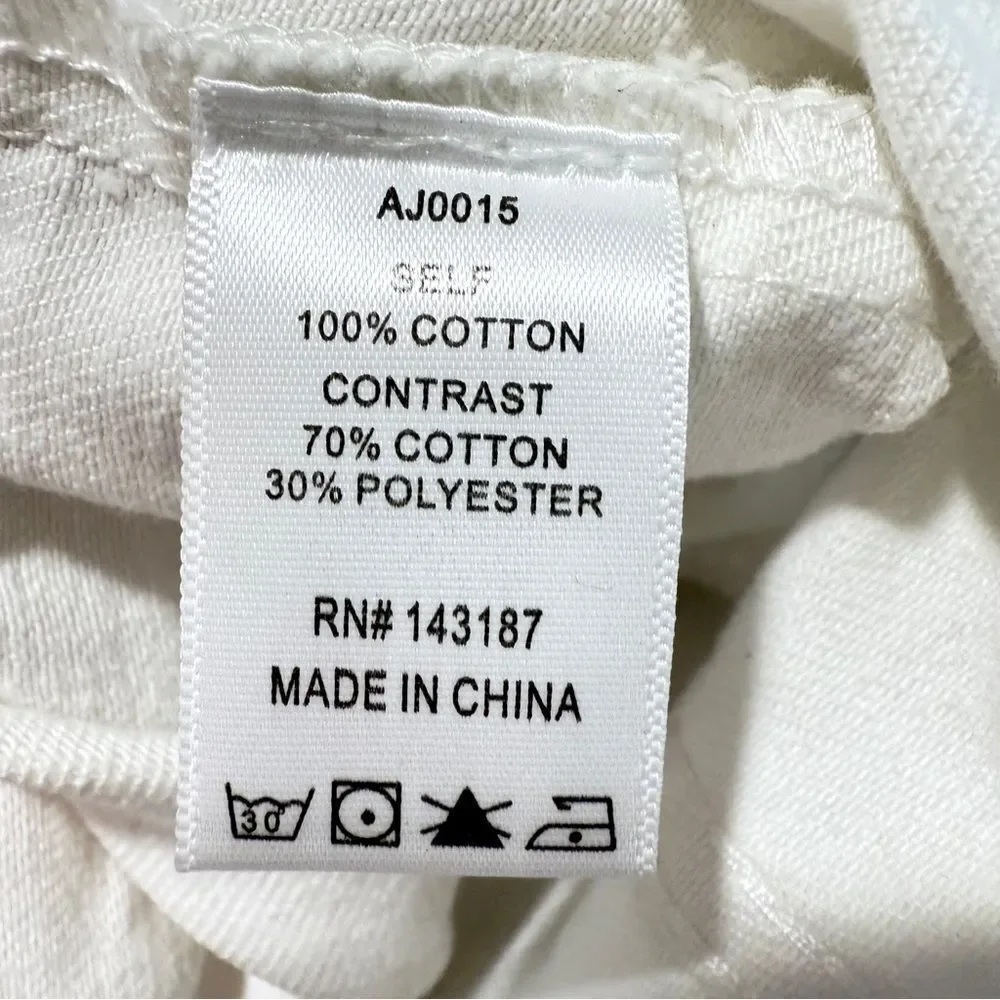 AJ0015
SELF
100% COTTON
CONTRAST
70% COTTON
30% POLYESTER
RN# 143187
MADE IN CHINA
30°